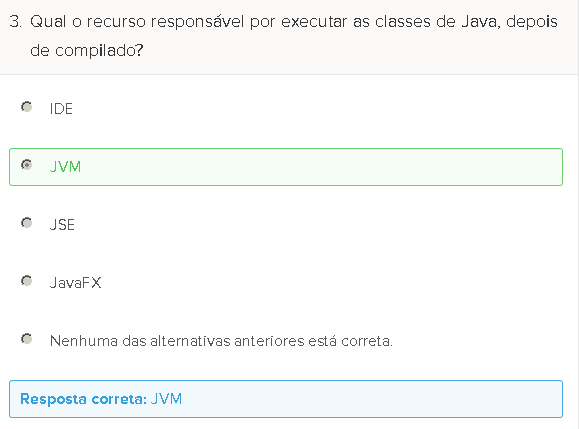 3. Qual o recurso responsável por executar as classes de Java, depois
de compilado?
IDE
JVM
JSE
JavaFX
Nenhuma das alternativas anteriores está correta.
Resposta correta: JVM